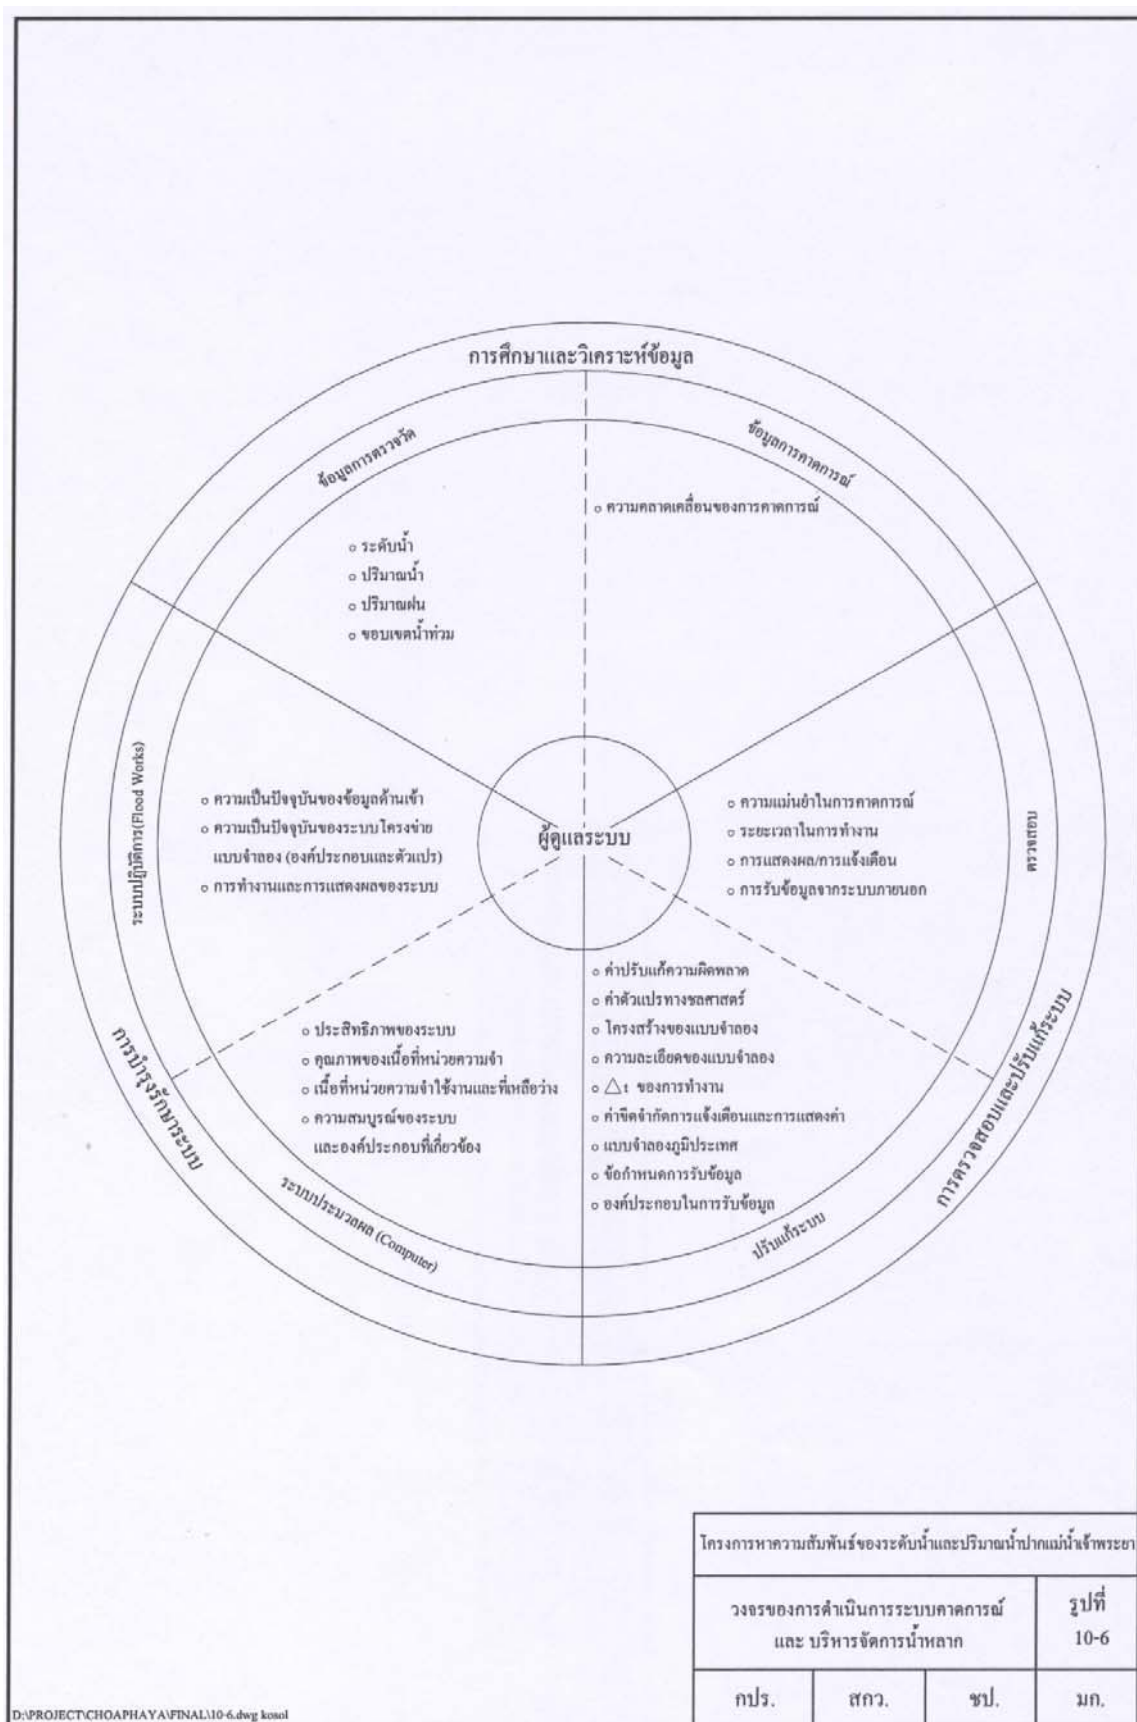 การศึกษาและวิเคราะห์ข้อมูล
ข้อมูลการตรวจวัด
ข้อมูลการคาดการณ์
ความคลาดเคลื่อนของการคาดการณ์
ระดับน้ำ
ปริมาณน้ำ
ปริมาณฝน
ขอบเขตน้ำท่วม
ระบบปฏิบัติการ(Flood Works)
ความเป็นปัจจุบันของข้อมูลด้านเข้า
ความเป็นปัจจุบันของระบบโครงข่าย
แบบจำลอง (องค์ประกอบและตัวแปร)
การทำงานและการแสดงผลของระบบ
ผู้ดูแลระบบ
ความแม่นยำในการคาดการณ์
ระยะเวลาในการทำงาน
การแสดงผล/การแจ้งเตือน
การรับข้อมูลจากระบบภายนอก
ตรวจสอบ
ประสิทธิภาพของระบบ
คุณภาพของเนื้อที่หน่วยความจำ
เนื้อที่หน่วยความจำใช้งานและที่เหลือว่าง
ความสมบูรณ์ของระบบ
และองค์ประกอบที่เกี่ยวข้อง
ค่าปรับแก้ความผิดพลาด
ค่าตัวแปรทางชลศาสตร์
โครงสร้างของแบบจำลอง
ความละเอียดของแบบจำลอง
△t ของการทำงาน
ค่าขีดจำกัดการแจ้งเตือนและการแสดงค่า
แบบจำลองภูมิประเทศ
ข้อกำหนดการรับข้อมูล
องค์ประกอบในการรับข้อมูล
การบำรุงรักษาระบบ
ระบบประมวลผล (Computer)
ปรับแก้ระบบ
การตรวจสอบและปรับแก้ระบบ
โครงการหาความสัมพันธ์ของระดับน้ำและปริมาณน้ำปากแม่น้ำเจ้าพระยา
วงจรของการดำเนินการระบบคาดการณ์
และ บริหารจัดการน้ำหลาก
รูปที่
10-6
กปร.
สกว.
ชป.
มก.
D:\PROJECT\CHOAPHAYA\FINAL\10-6.dwg kosol